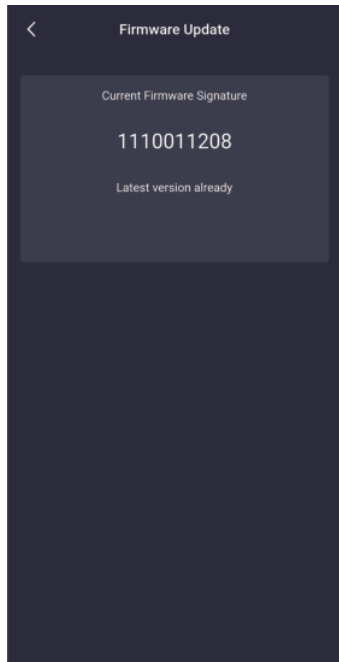 Firmware Update
Current Firmware Signature
1110011208
Latest version already